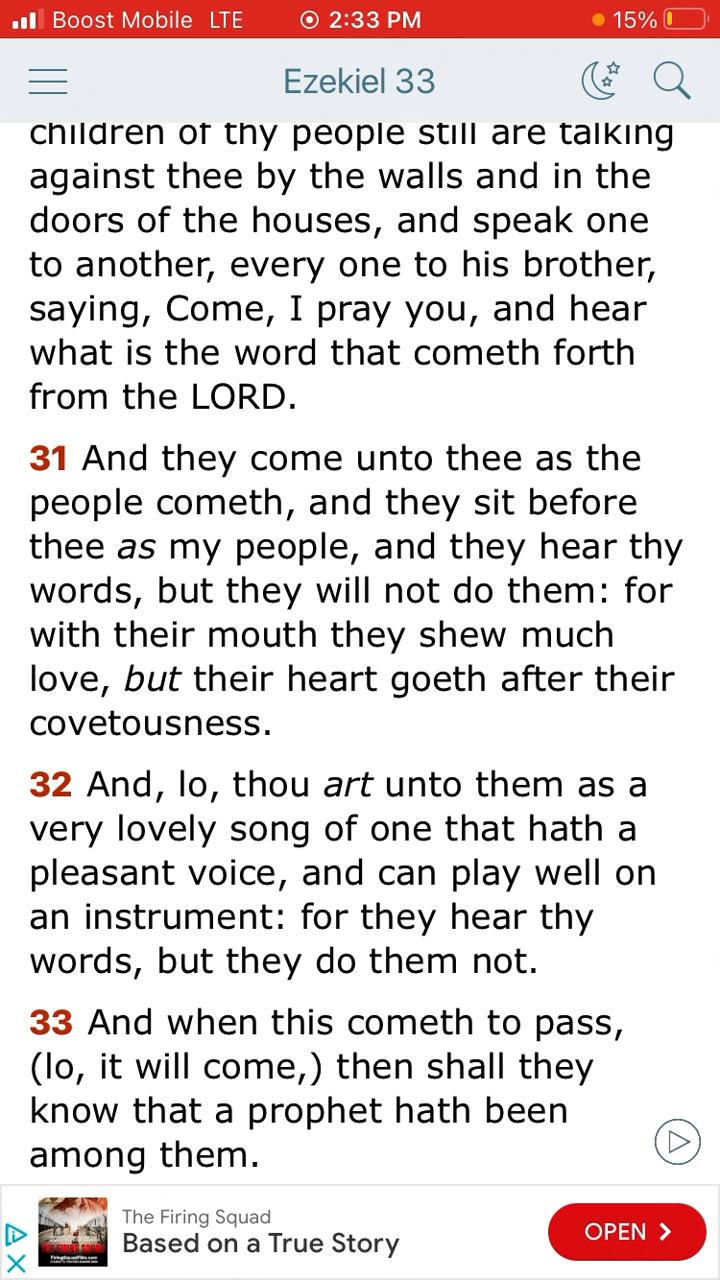 Boost Mobile LTE 2:33 PM 15%
Ezekiel 33
children of thy people still are talking
against thee by the walls and in the
doors of the houses, and speak one
to another, every one to his brother,
saying, Come, I pray you, and hear
what is the word that cometh forth
from the LORD.
31 And they come unto thee as the
people cometh, and they sit before
thee as my people, and they hear thy
words, but they will not do them: for
with their mouth they shew much
love, but their heart goeth after their
covetousness.
32 And, lo, thou art unto them as a
very lovely song of one that hath a
pleasant voice, and can play well on
an instrument: for they hear thy
words, but they do them not.
33 And when this cometh to pass,
(lo, it will come,) then shall they
know that a prophet hath been
among them.
The Firing Squad
Based on a True Story
OPEN
THE FIRING SQUAD
FiringSquadFilm.com